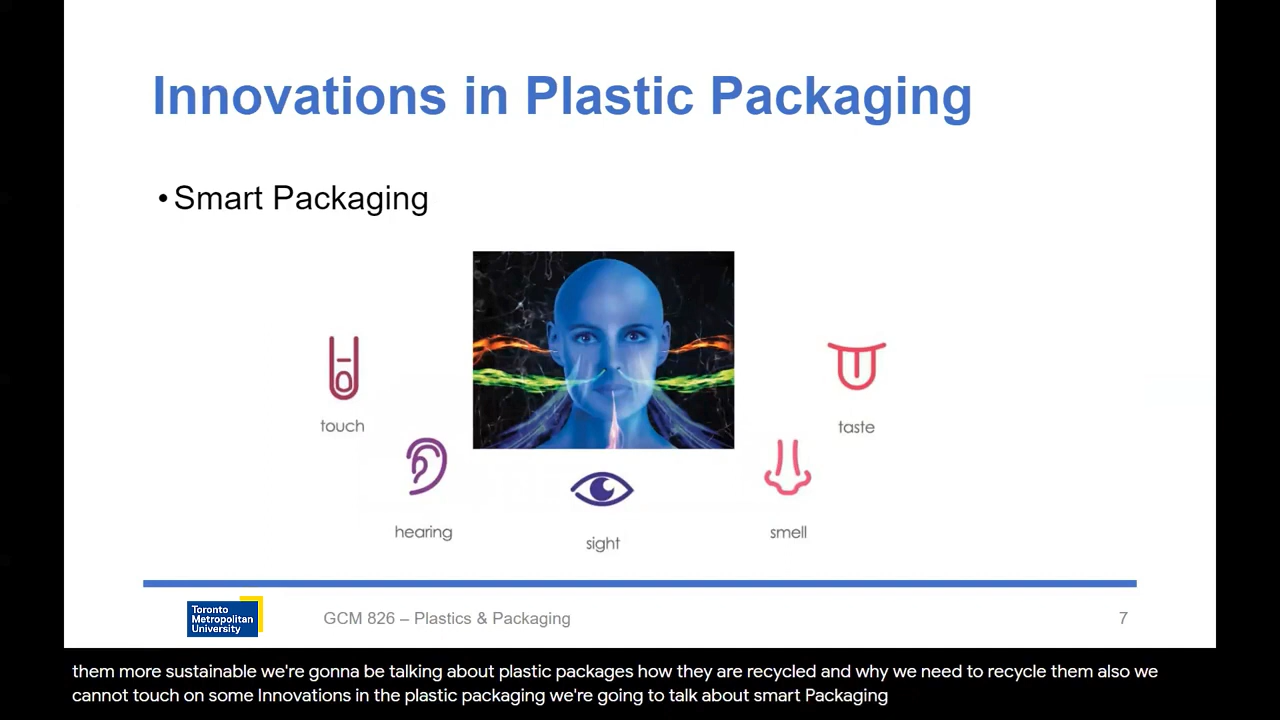 Innovations in Plastic Packaging
• Smart Packaging
touch
taste
hearing
sight
smell
Toronto
Metropolitan
University
GCM 826 – Plastics & Packaging
7
them more sustainable we're gonna be talking about plastic packages how they are recycled and why we need to recycle them also we
cannot touch on some Innovations in the plastic packaging we're going to talk about smart Packaging